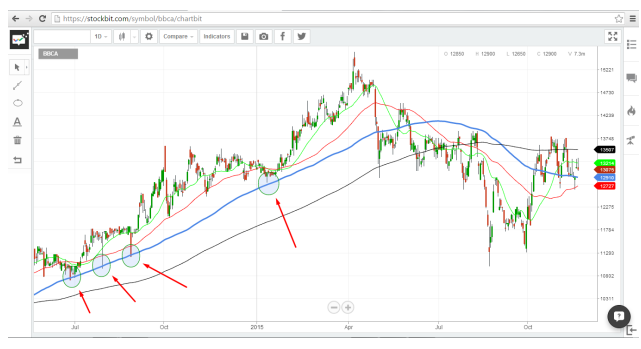 https://stockbit.com/symbol/bbca/chartbit
1D
Compare
Indicators
BBCA
O 12850 H 12900 L 12850 C 12900 V 7.3m
15221
14730
14238
13745
13507
13214
13075
12910
12727
12275
11784
11293
10802
10311
Jul
Oct
2015
Apr
Jul
Oct